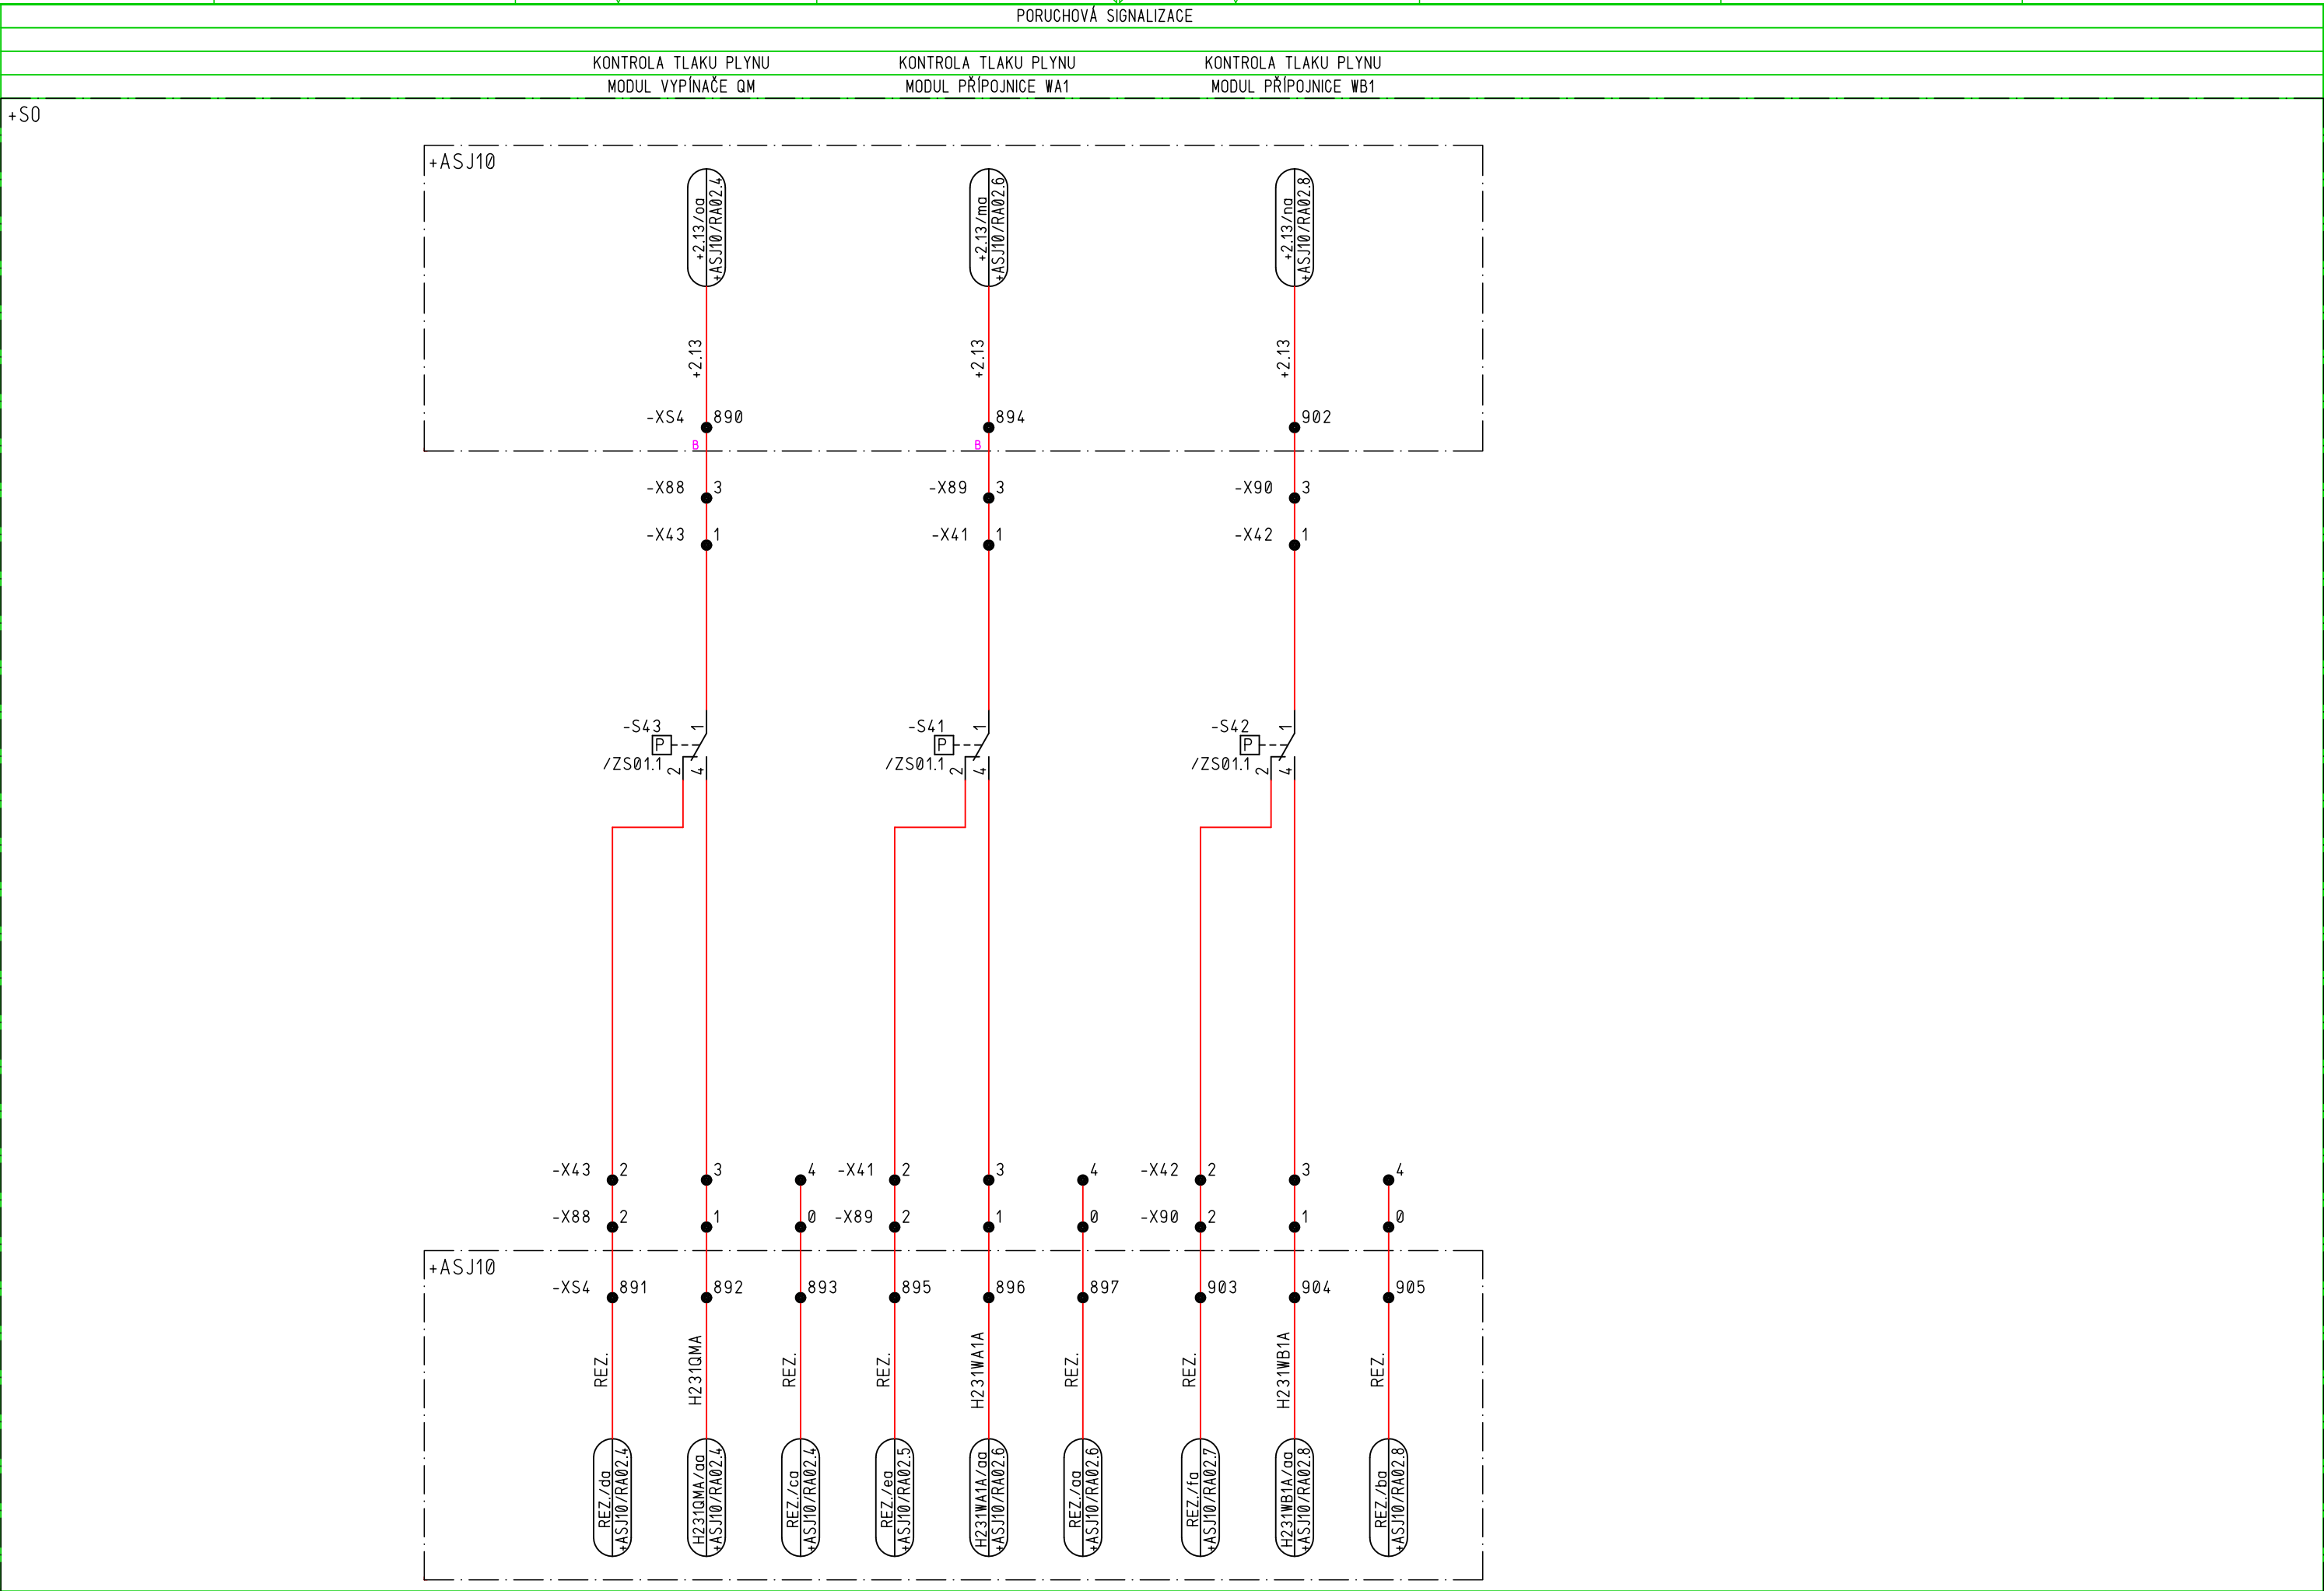 PORUCHOVÁ SIGNALIZACE
KONTROLA TLAKU PLYNU KONTROLA TLAKU PLYNU KONTROLA TLAKU PLYNU
MODUL VYPÍNAČE QM MODUL PŘÍPOJNICE WA1 MODUL PŘÍPOJNICE WB1
+S0
+ASJ10
+2.13/oa +2.13/ma +2.13/na
+ASJ10/RA02.4 +ASJ10/RA02.6 +ASJ10/RA02.8
+2.13 +2.13 +2.13
-XS4 890 894 902
B B
-X88 3 -X89 3 -X90 3
-X43 1 -X41 1 -X42 1
-S43 1 -S41 1 -S42 1
P P P
/ZS01.1 2 4 /ZS01.1 2 4 /ZS01.1 2 4
-X43 2 3 4 -X41 2 3 4 -X42 2 3 4
-X88 2 1 0 -X89 2 1 0 -X90 2 1 0
+ASJ10
-XS4 891 892 893 895 896 897 903 904 905
REZ. H231QMA REZ. REZ. H231WA1A REZ. REZ. H231WB1A REZ.
REZ./da H231QMA/aa REZ./ca REZ./ea H231WA1A/aa REZ./aa REZ./fa H231WB1A/aa REZ./ba
+ASJ10/RA02.4 +ASJ10/RA02.4 +ASJ10/RA02.4 +ASJ10/RA02.5 +ASJ10/RA02.6 +ASJ10/RA02.6 +ASJ10/RA02.7 +ASJ10/RA02.8 +ASJ10/RA02.8